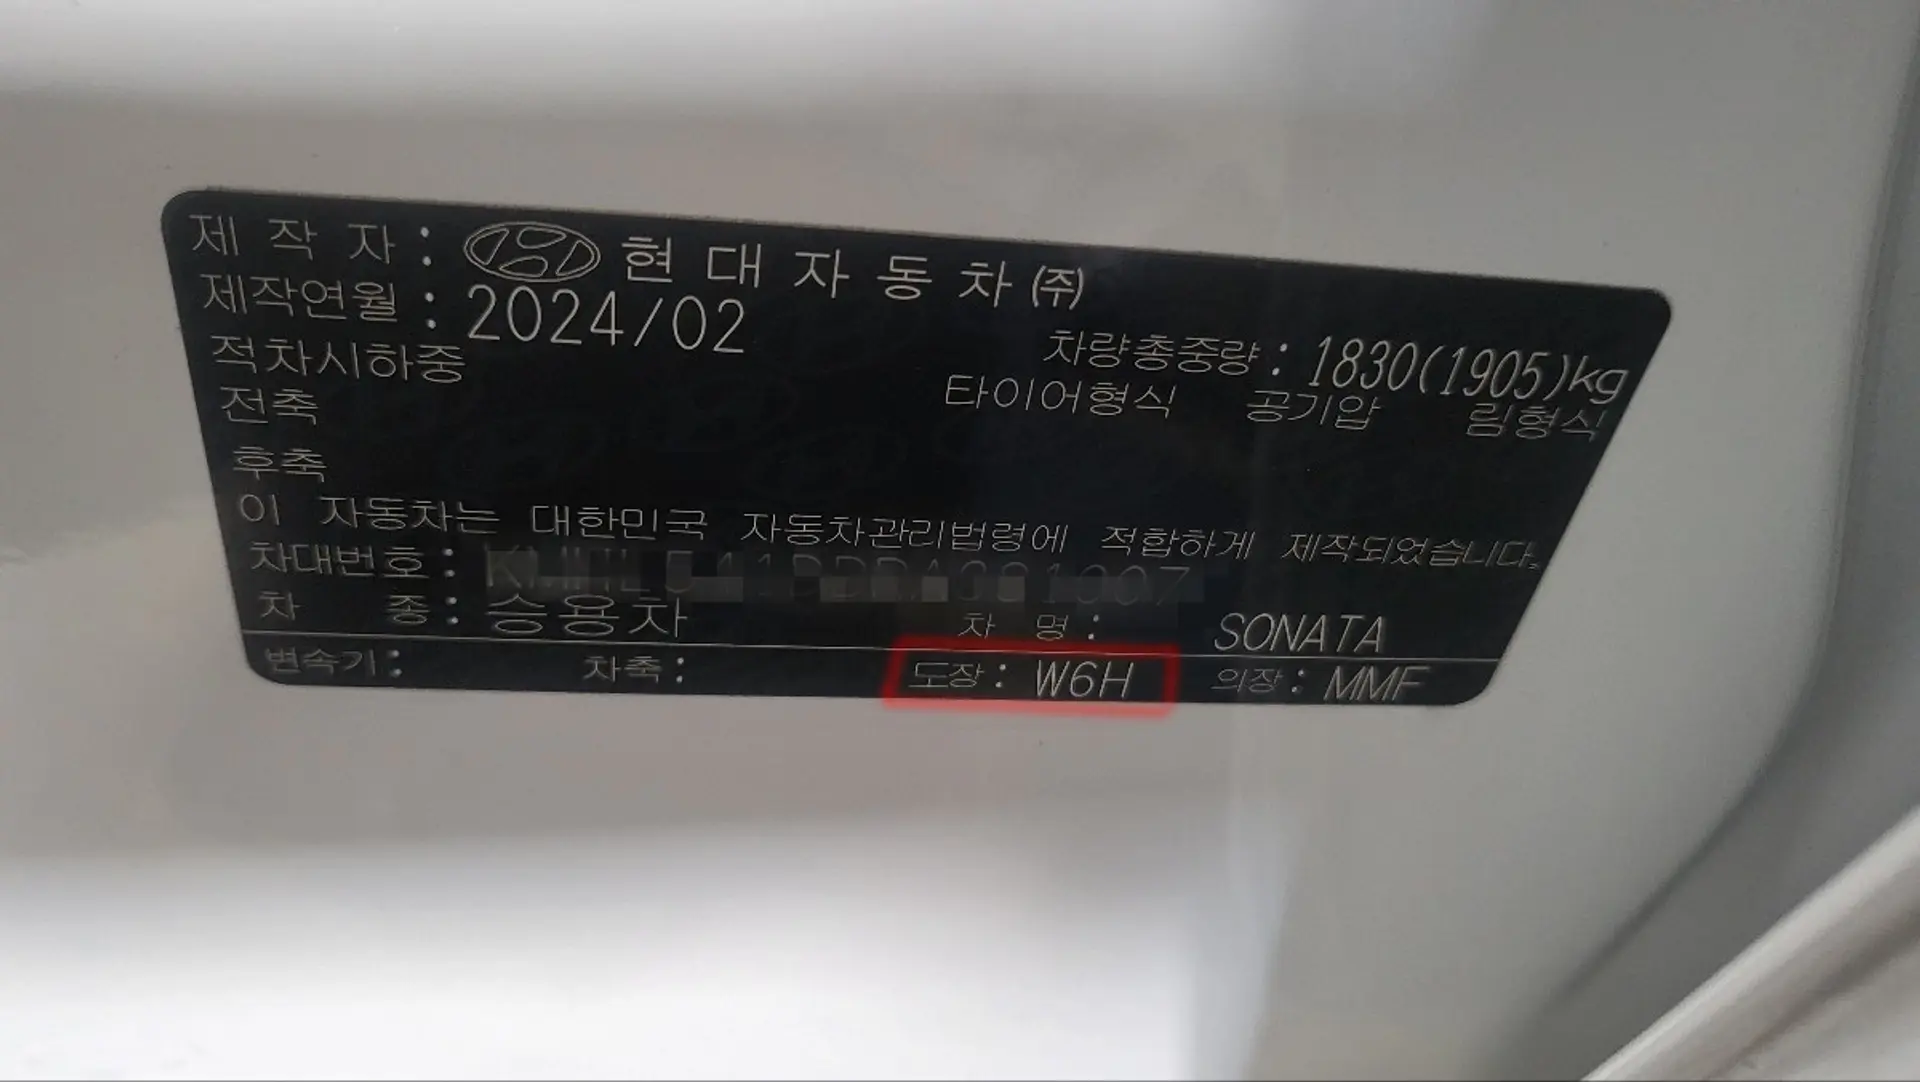 제 작 자 : 현 대 자 동 차 ㈜
제작연월 : 2024/02
적차시하중 차량총중량 : 1830(1905)kg
전축 타이어형식 공기압 림형식
후축
이 자동차는 대한민국 자동차관리법령에 적합하게 제작되었습니다.
차대번호 :
차 종 : 승용차 차 명 : SONATA
변속기 : 차축 : 도장 : W6H 의장 : MMF